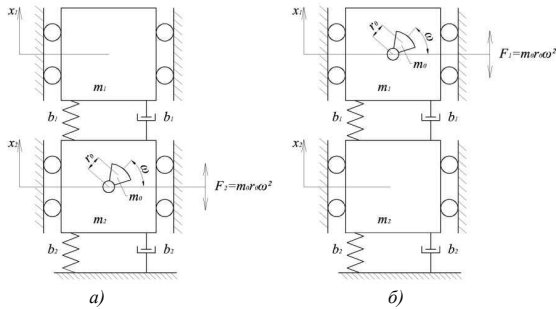 x₁
m₁
b₁
b₁
x₂
r₀
ω
m₀
F₂=m₀r₀ω²
m₂
b₂
b₂
а)
x₁
r₀
ω
m₀
F₁=m₀r₀ω²
m₁
b₁
b₁
x₂
m₂
b₂
b₂
б)